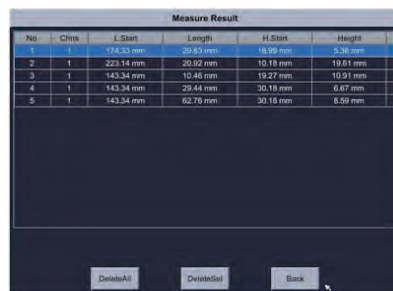 Measure Result
No Chns L.Start Length H.Start Height
1 1 174.33 mm 29.63 mm 18.99 mm 5.36 mm
2 1 223.14 mm 20.92 mm 10.18 mm 19.61 mm
3 1 143.34 mm 10.46 mm 19.27 mm 10.91 mm
4 1 143.34 mm 29.44 mm 30.18 mm 6.67 mm
5 1 143.34 mm 62.76 mm 30.18 mm 8.59 mm
DeleteAll DeleteSel Back